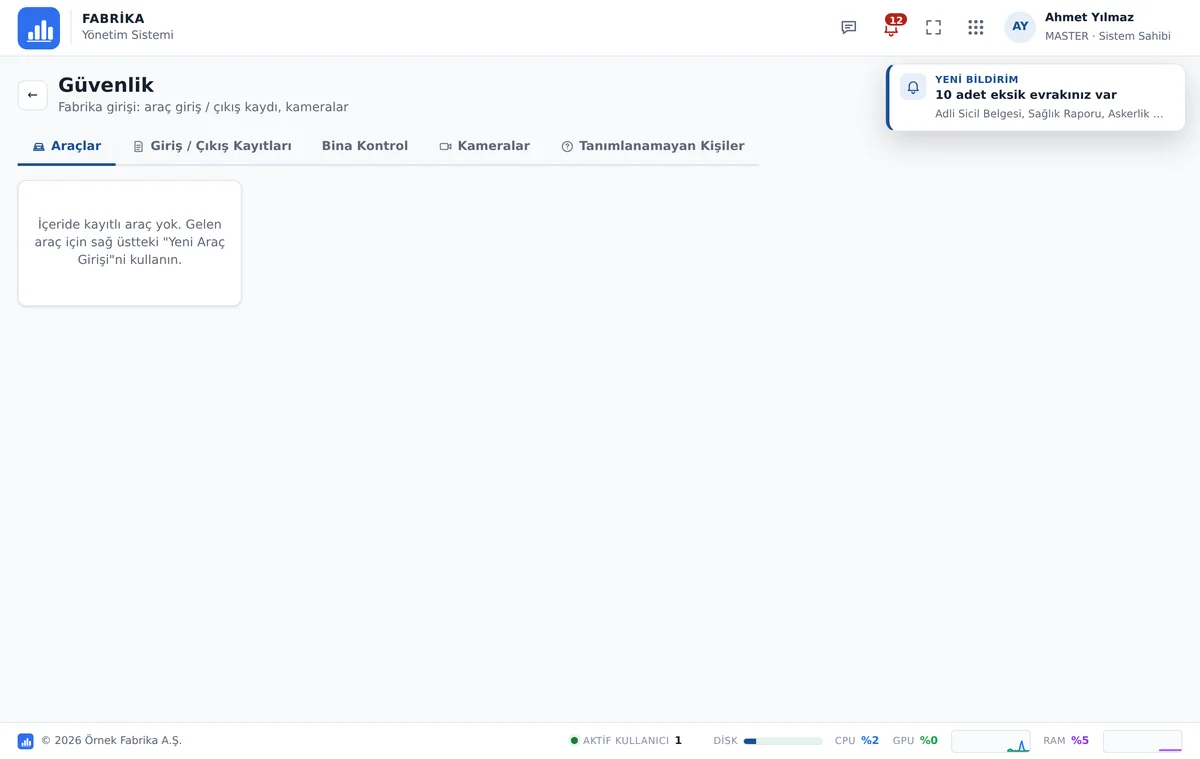 FABRİKA
Yönetim Sistemi
12
AY
Ahmet Yılmaz
MASTER · Sistem Sahibi
Güvenlik
Fabrika girişi: araç giriş / çıkış kaydı, kameralar
YENİ BİLDİRİM
10 adet eksik evrakınız var
Adli Sicil Belgesi, Sağlık Raporu, Askerlik ...
Araçlar
Giriş / Çıkış Kayıtları
Bina Kontrol
Kameralar
Tanımlanamayan Kişiler
İçeride kayıtlı araç yok. Gelen
araç için sağ üstteki "Yeni Araç
Girişi"ni kullanın.
© 2026 Örnek Fabrika A.Ş.
AKTİF KULLANICI 1
DİSK
CPU %2
GPU %0
RAM %5